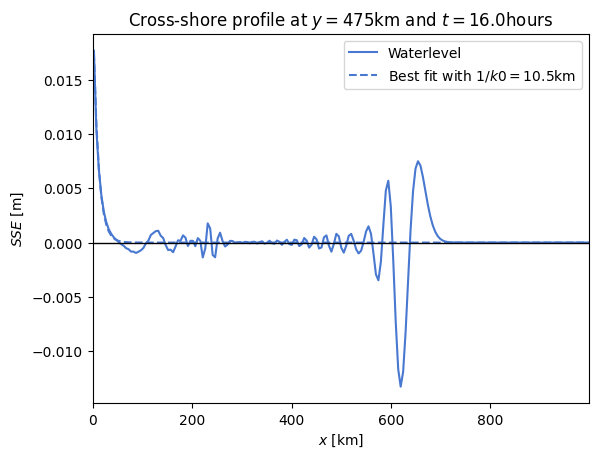 Cross-shore profile at y = 475km and t = 16.0hours
Waterlevel
Best fit with 1/k0 = 10.5km
SSE [m]
0.015
0.010
0.005
0.000
−0.005
−0.010
0 200 400 600 800
x [km]